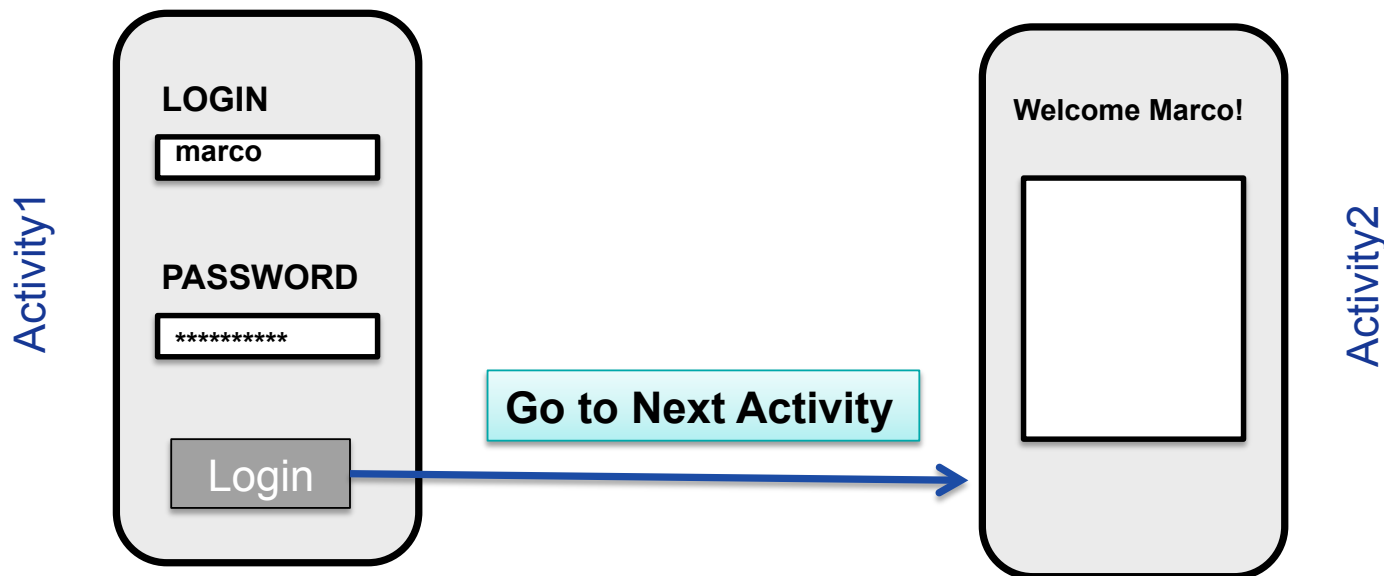 Activity1
LOGIN
marco
PASSWORD
**********
Login
Go to Next Activity
Welcome Marco!
Activity2